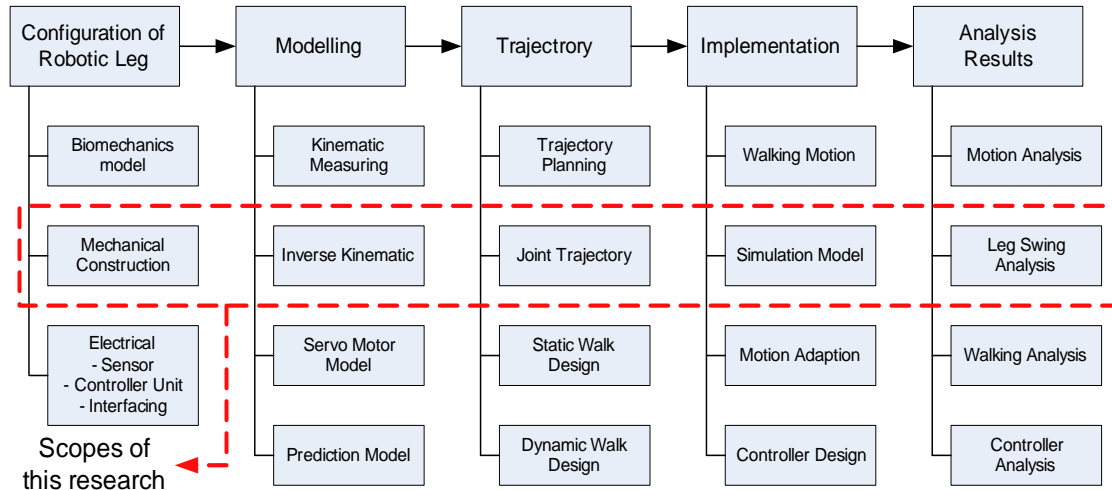 Configuration of
Robotic Leg
Modelling
Trajectrory
Implementation
Analysis
Results
Biomechanics
model
Kinematic
Measuring
Trajectory
Planning
Walking Motion
Motion Analysis
Mechanical
Construction
Inverse Kinematic
Joint Trajectory
Simulation Model
Leg Swing
Analysis
Electrical
- Sensor
- Controller Unit
- Interfacing
Servo Motor
Model
Static Walk
Design
Motion Adaption
Walking Analysis
Scopes of
this research
Prediction Model
Dynamic Walk
Design
Controller Design
Controller
Analysis